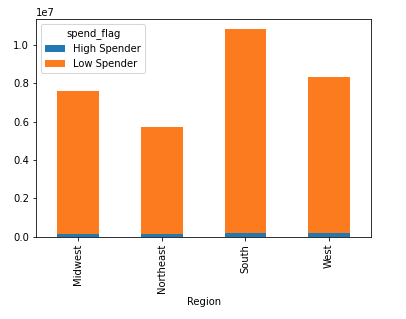 1e7
spend_flag
High Spender
Low Spender
1.0
0.8
0.6
0.4
0.2
0.0
Midwest
Northeast
South
West
Region